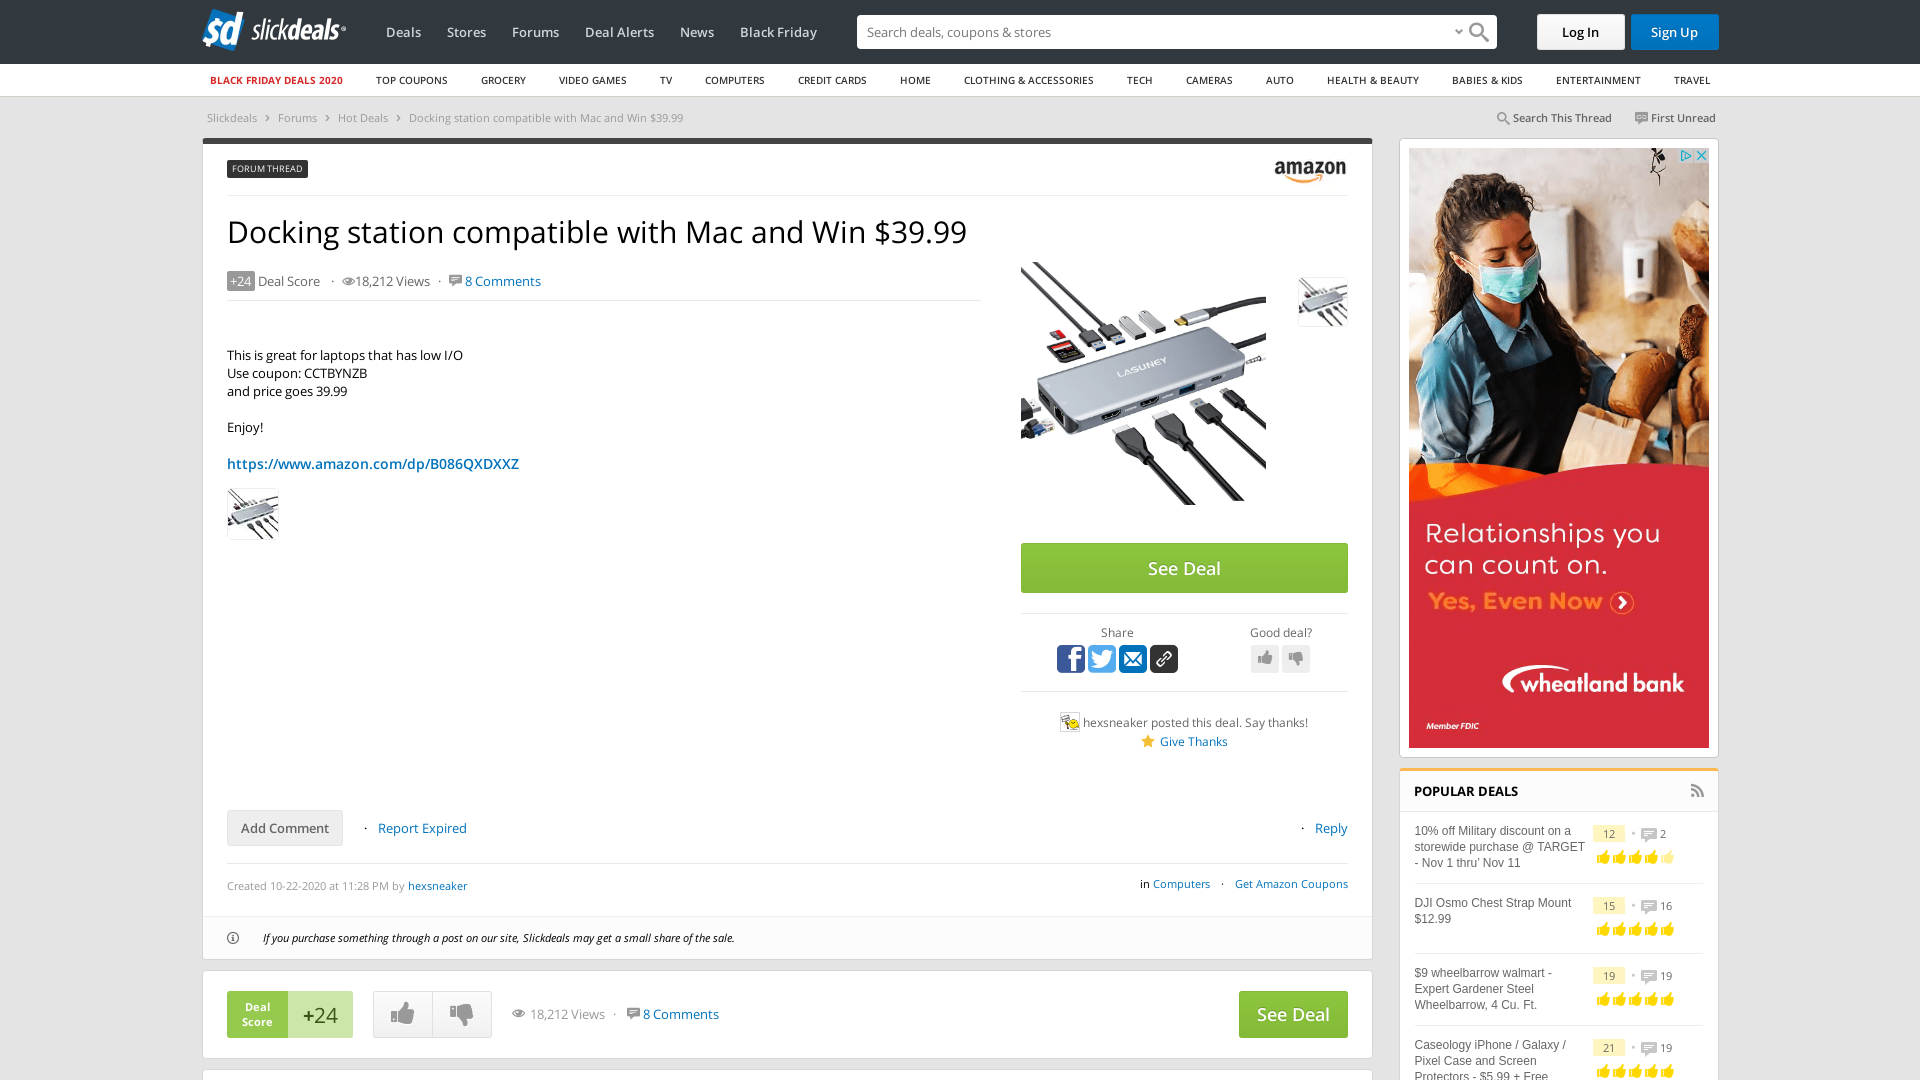 sd slickdeals
Deals
Stores
Forums
Deal Alerts
News
Black Friday
Search deals, coupons & stores
Log In
Sign Up
BLACK FRIDAY DEALS 2020
TOP COUPONS
GROCERY
VIDEO GAMES
TV
COMPUTERS
CREDIT CARDS
HOME
CLOTHING & ACCESSORIES
TECH
CAMERAS
AUTO
HEALTH & BEAUTY
BABIES & KIDS
ENTERTAINMENT
TRAVEL
Slickdeals › Forums › Hot Deals › Docking station compatible with Mac and Win $39.99
Search This Thread
First Unread
FORUM THREAD
amazon
Docking station compatible with Mac and Win $39.99
+24 Deal Score · 18,212 Views · 8 Comments
This is great for laptops that has low I/O
Use coupon: CCTBYNZB
and price goes 39.99
Enjoy!
https://www.amazon.com/dp/B086QXDXXZ
LASUNEY
See Deal
Share
Good deal?
hexsneaker posted this deal. Say thanks!
Give Thanks
Add Comment
· Report Expired
· Reply
Created 10-22-2020 at 11:28 PM by hexsneaker
in Computers · Get Amazon Coupons
If you purchase something through a post on our site, Slickdeals may get a small share of the sale.
Deal
Score
+24
18,212 Views · 8 Comments
See Deal
Relationships you
can count on.
Yes, Even Now
wheatland bank
Member FDIC
POPULAR DEALS
10% off Military discount on a
storewide purchase @ TARGET
- Nov 1 thru' Nov 11
12 • 2
DJI Osmo Chest Strap Mount
$12.99
15 • 16
$9 wheelbarrow walmart -
Expert Gardener Steel
Wheelbarrow, 4 Cu. Ft.
19 • 19
Caseology iPhone / Galaxy /
Pixel Case and Screen
Protectors - $5.99 + Free
21 • 19